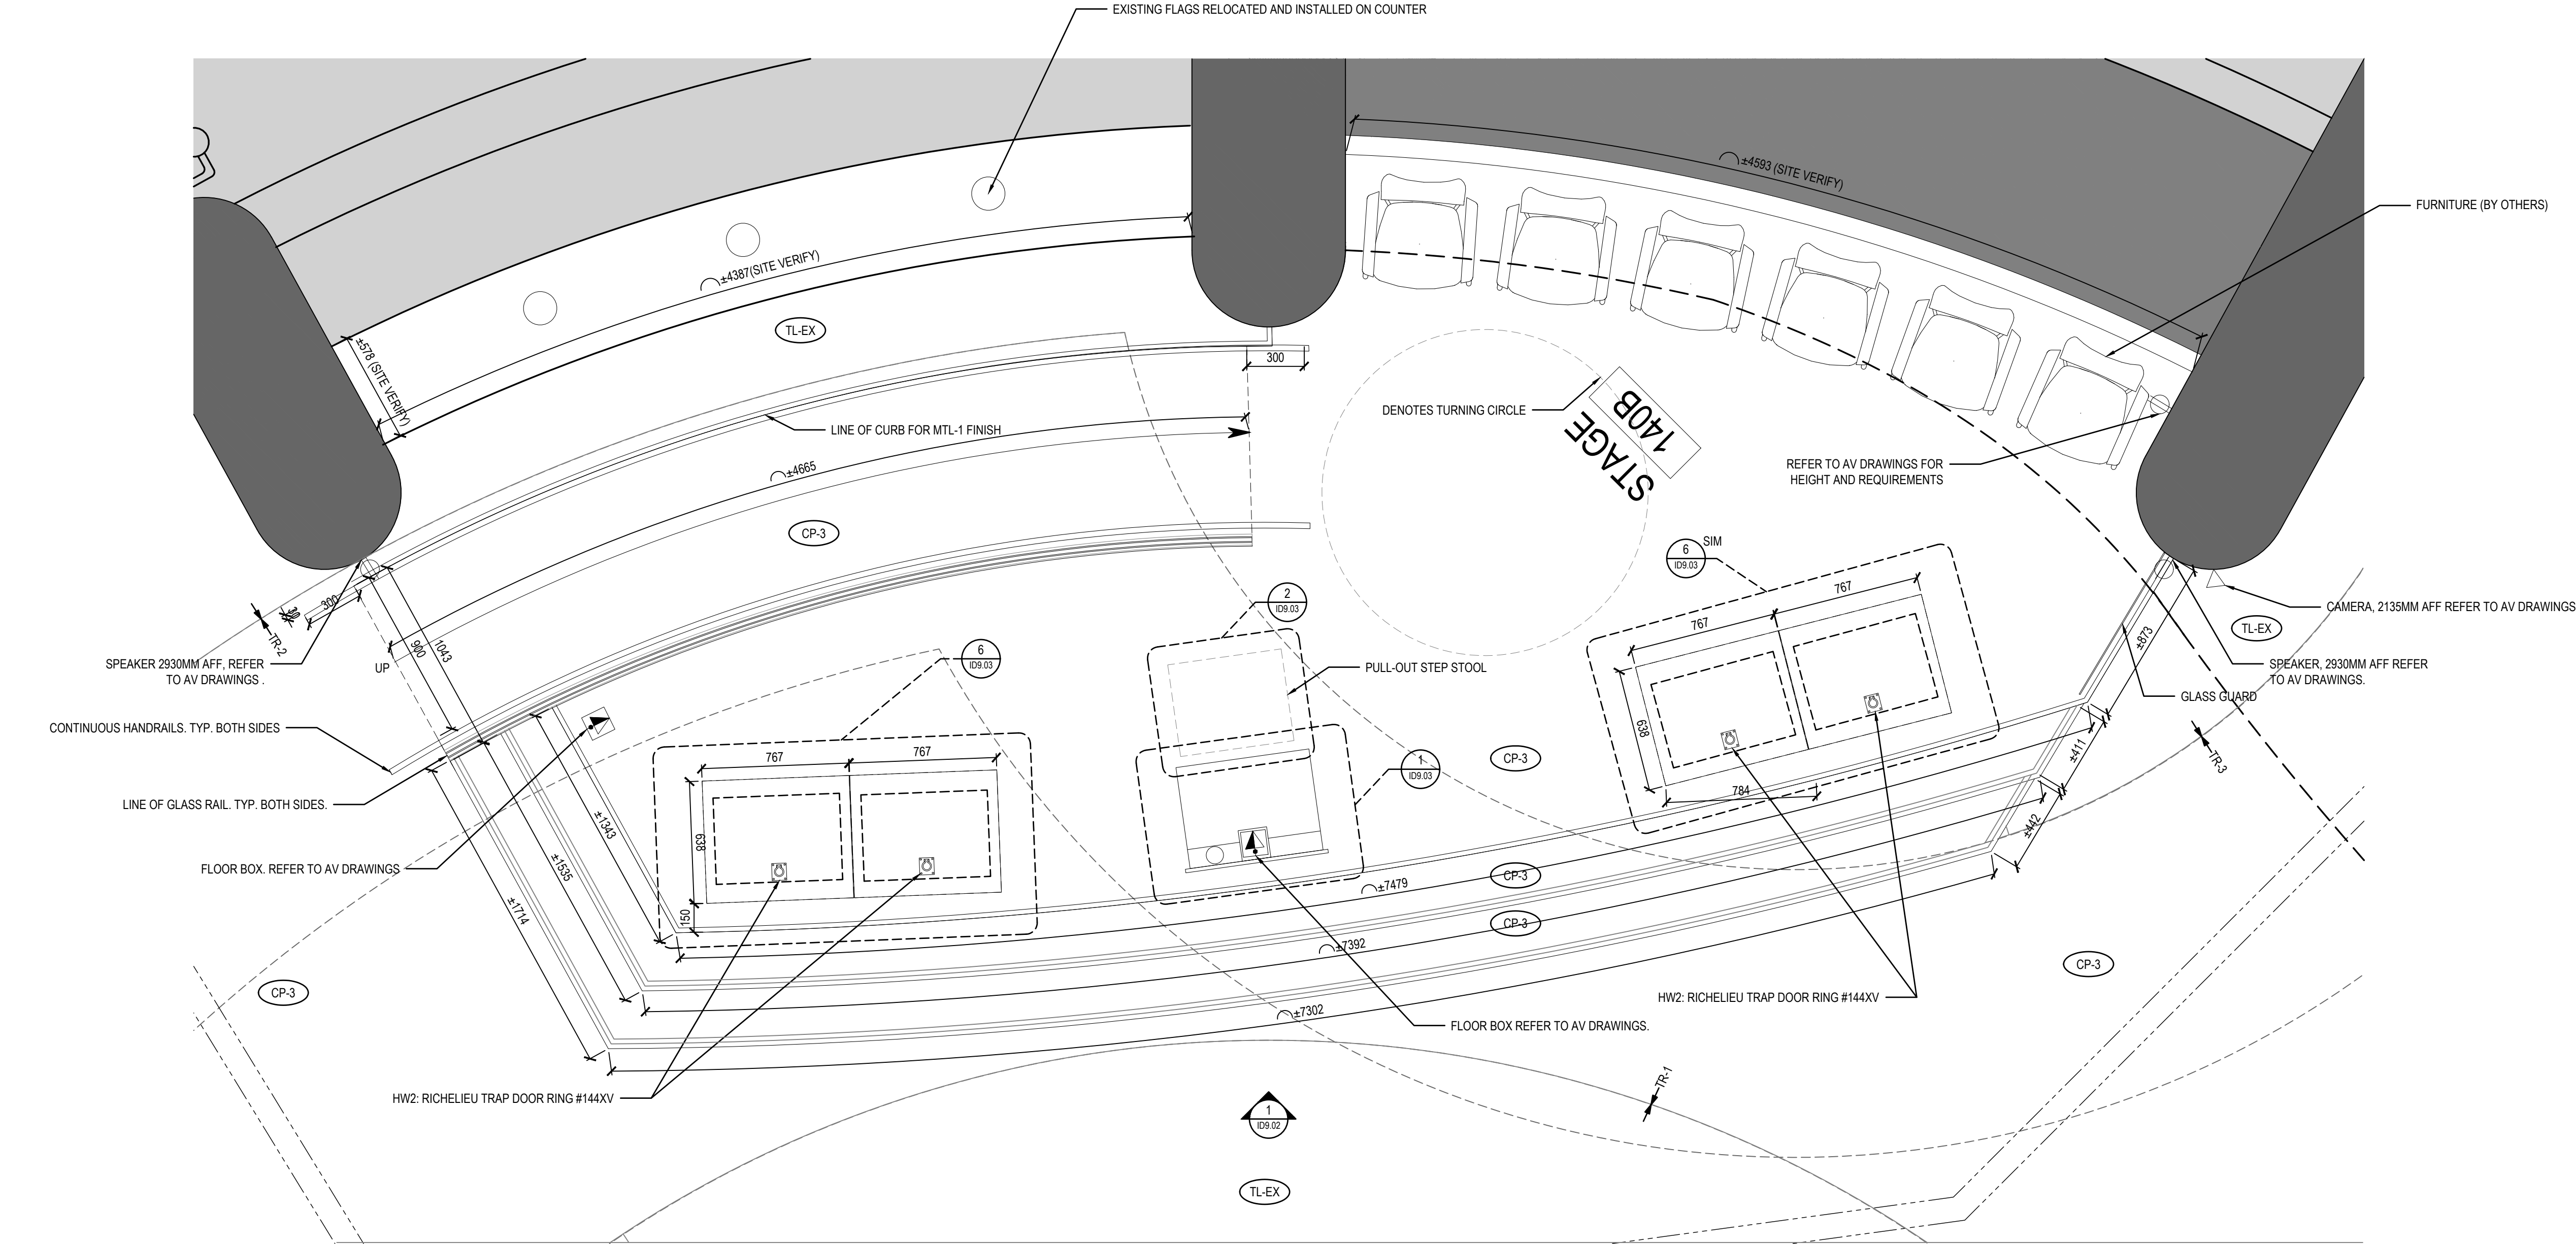 EXISTING FLAGS RELOCATED AND INSTALLED ON COUNTER
±4593 (SITE VERIFY)
FURNITURE (BY OTHERS)
±4387(SITE VERIFY)
TL-EX
±578 (SITE VERIFY)
300
DENOTES TURNING CIRCLE
STAGE
140B
LINE OF CURB FOR MTL-1 FINISH
REFER TO AV DRAWINGS FOR
HEIGHT AND REQUIREMENTS
±4665
CP-3
6
ID9.03
SIM
767
767
638
784
2
ID9.03
CAMERA, 2135MM AFF REFER TO AV DRAWINGS
TL-EX
±873
300
30
TR-2
UP
900
1043
SPEAKER 2930MM AFF, REFER
TO AV DRAWINGS .
6
ID9.03
PULL-OUT STEP STOOL
SPEAKER, 2930MM AFF REFER
TO AV DRAWINGS.
GLASS GUARD
CONTINUOUS HANDRAILS. TYP. BOTH SIDES
767
767
638
150
1
ID9.03
CP-3
±411
TR-3
LINE OF GLASS RAIL. TYP. BOTH SIDES.
±1343
±1535
±1714
±442
FLOOR BOX. REFER TO AV DRAWINGS
±7479
CP-3
CP-3
±7392
CP-3
CP-3
HW2: RICHELIEU TRAP DOOR RING #144XV
±7302
FLOOR BOX REFER TO AV DRAWINGS.
HW2: RICHELIEU TRAP DOOR RING #144XV
TR-1
1
ID9.02
TL-EX